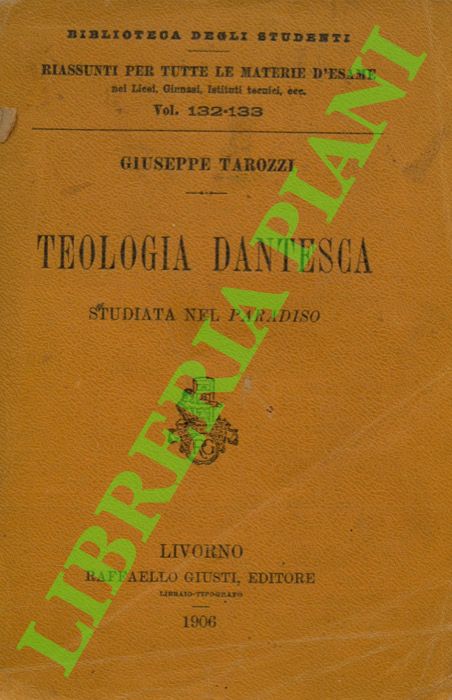 BIBLIOTECA DEGLI STUDENTI
RIASSUNTI PER TUTTE LE MATERIE D'ESAME
nei Licei, Ginnasi, Istituti tecnici, ecc.
Vol. 132-133
GIUSEPPE TAROZZI
TEOLOGIA DANTESCA
STUDIATA NEL PARADISO
LIVORNO
RAFFAELLO GIUSTI, EDITORE
LIBRAIO-TIPOGRAFO
1906
LIBRERIA PIANI